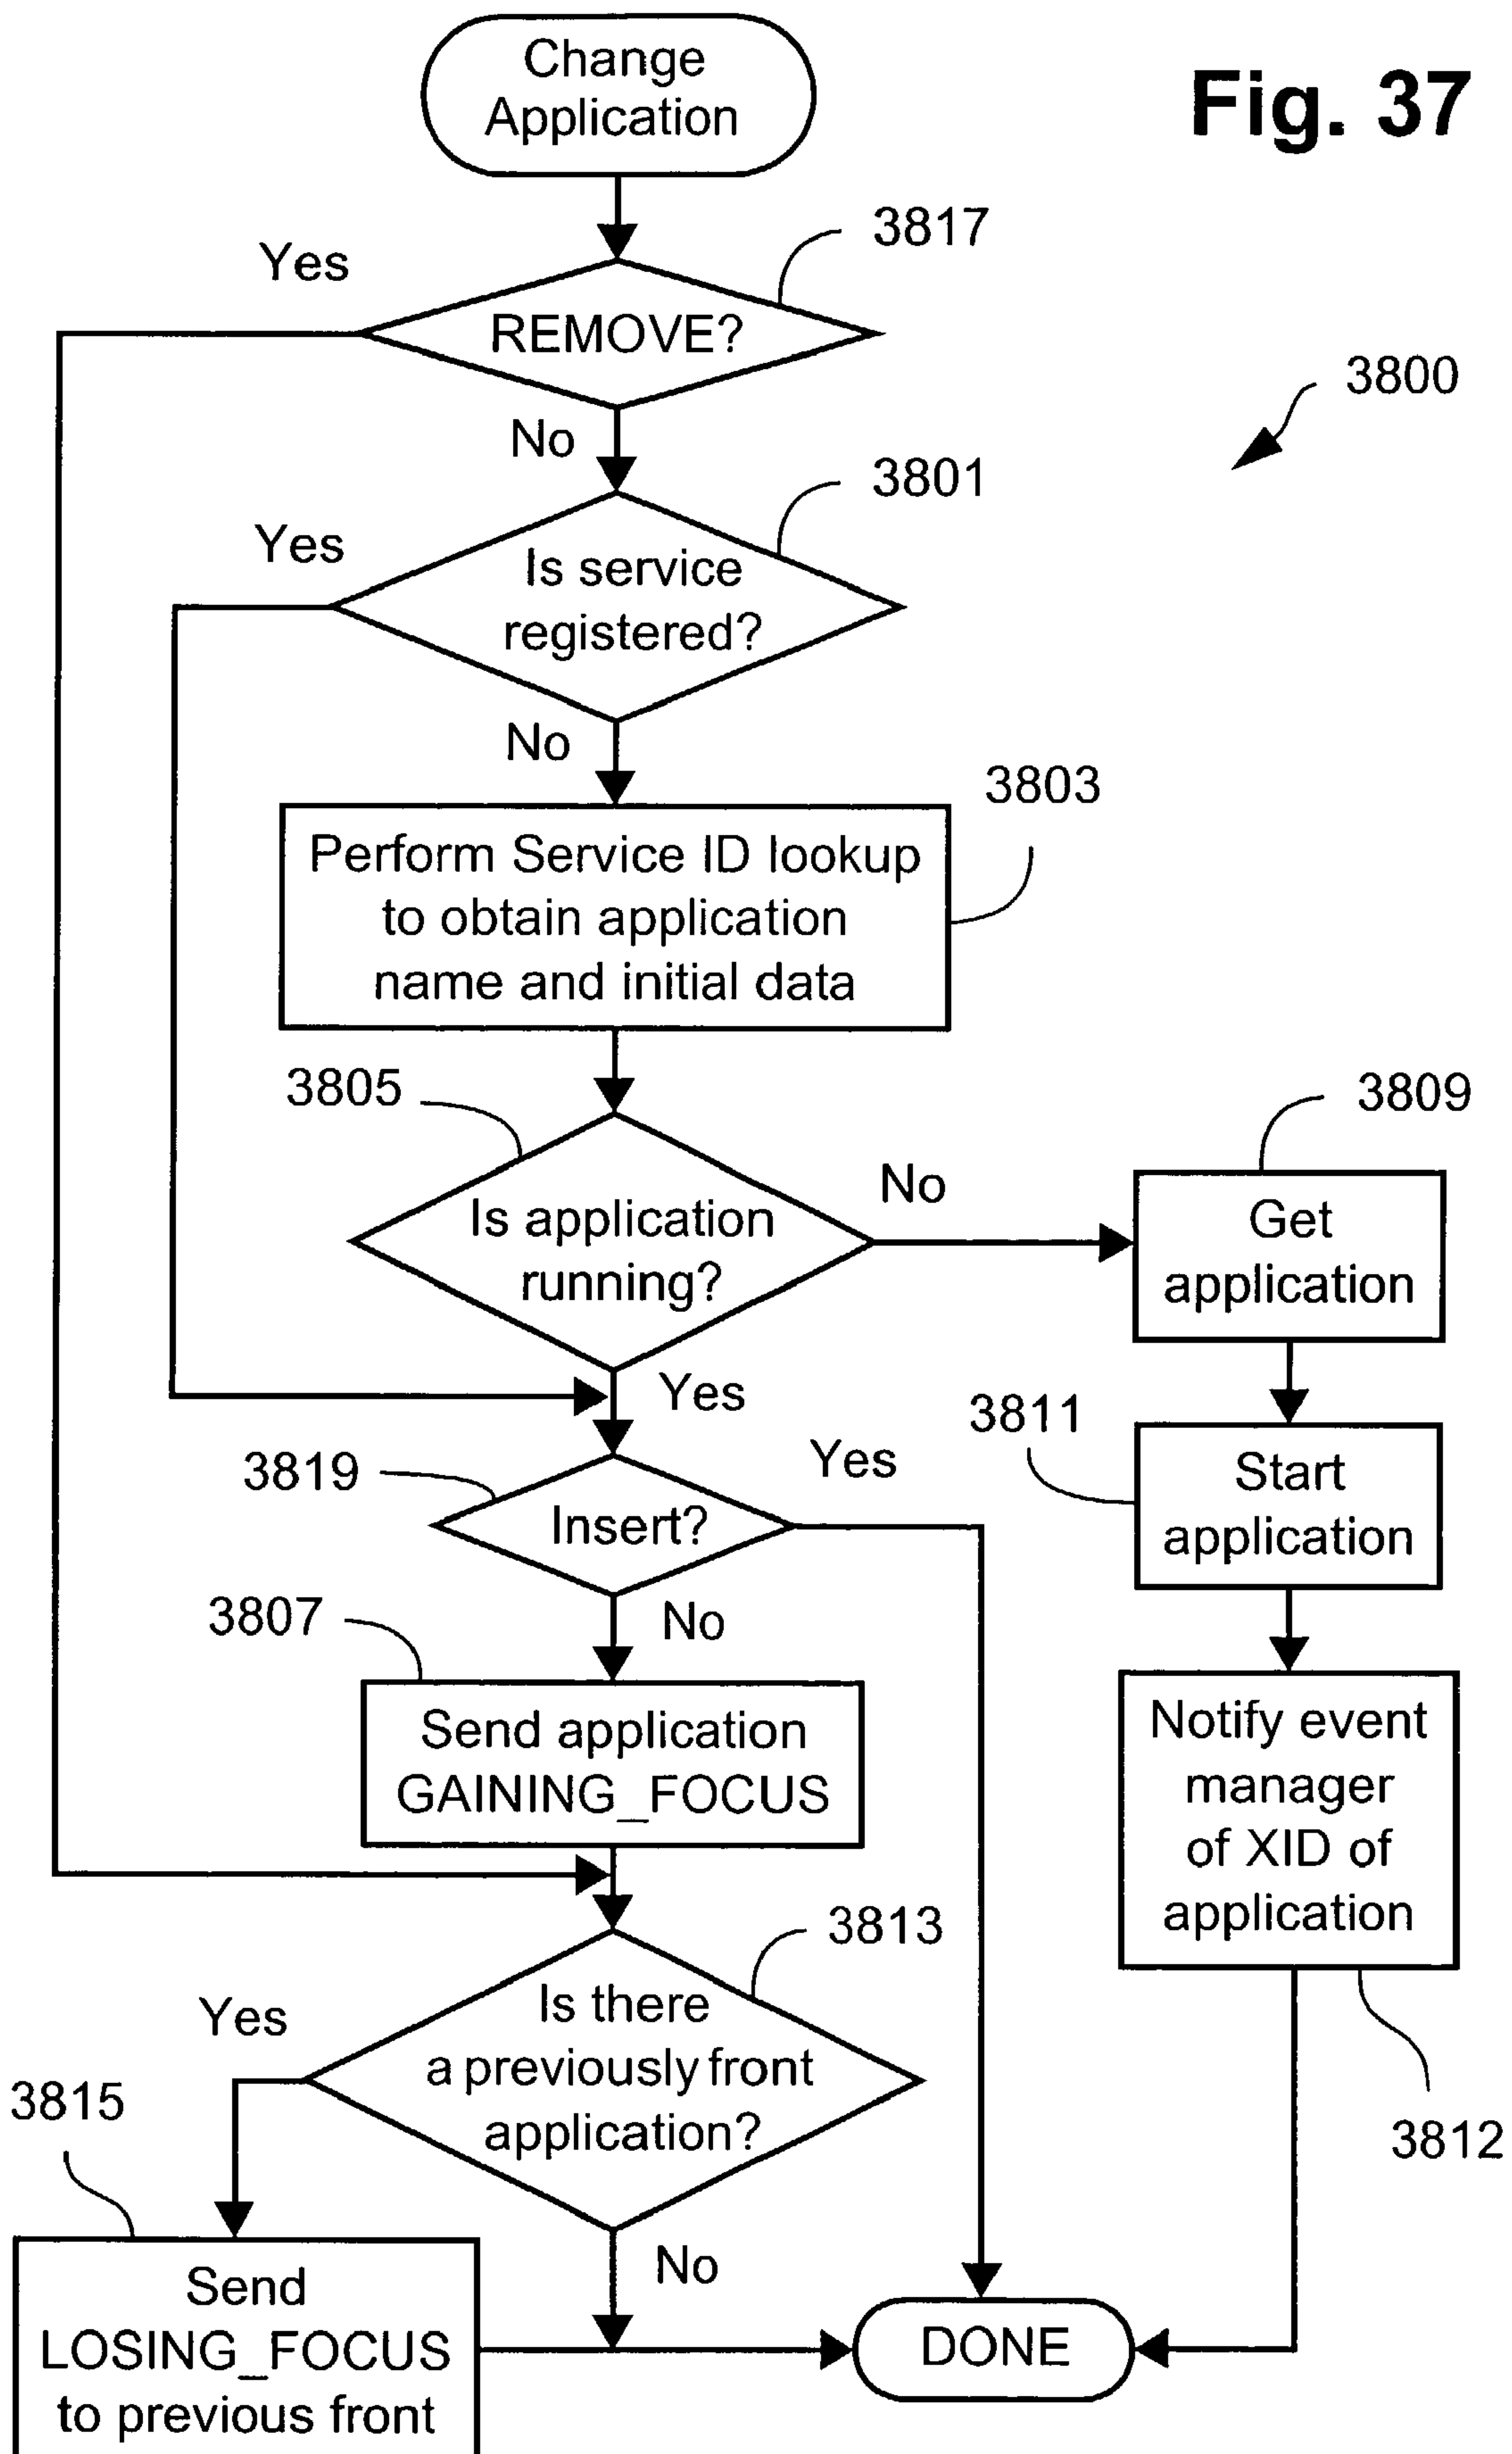 Change
Application
Fig. 37
3817
Yes
REMOVE?
3800
No
3801
Yes
Is service
registered?
No
3803
Perform Service ID lookup
to obtain application
name and initial data
3805
3809
No
Is application
running?
Get
application
Yes
3811
3819
Yes
Start
application
Insert?
3807
No
Send application
GAINING_FOCUS
Notify event
manager
of XID of
application
3813
Yes
Is there
a previously front
application?
3815
3812
No
Send
LOSING_FOCUS
to previous front
DONE